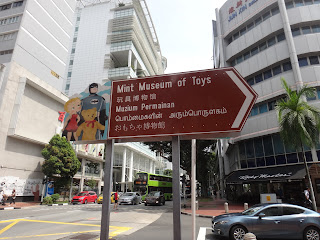 Mint Museum of Toys
玩具博物馆
Muzium Permainan
பொம்மைகளின் அரும்பொருளகம்
おもちゃ博物館